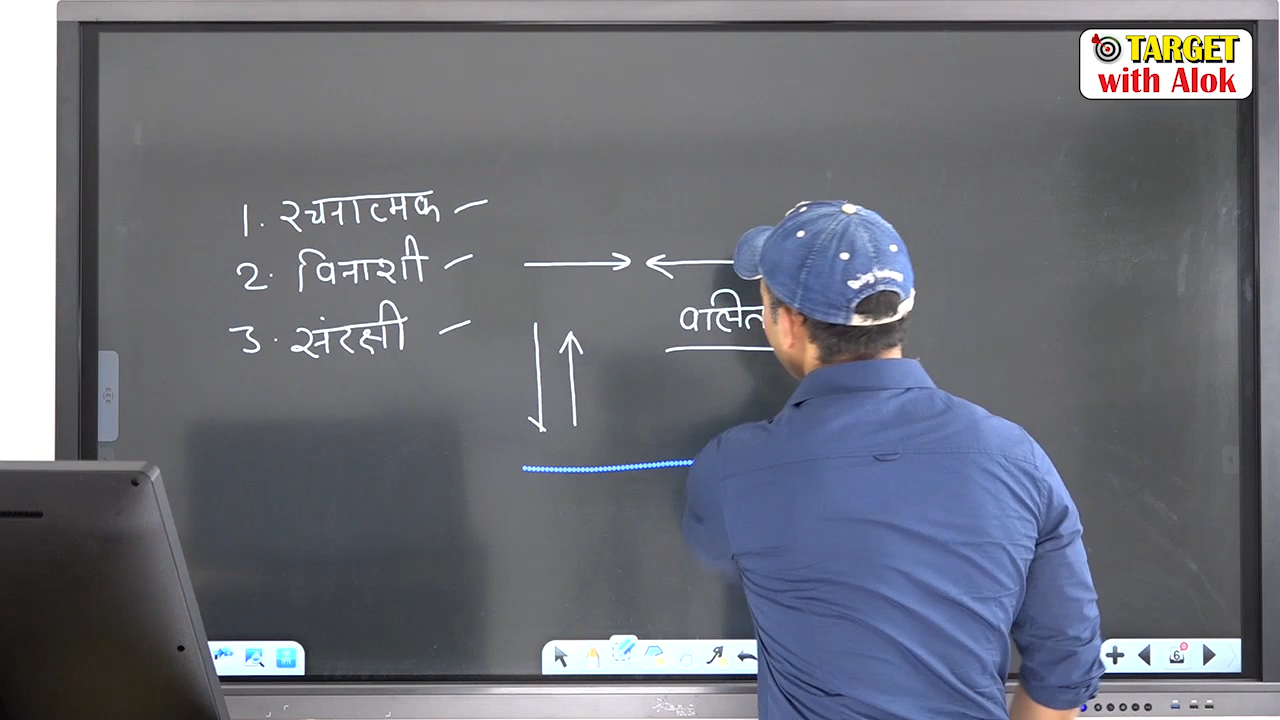 TARGET
with Alok
1. रचनात्मक -
2. विनाशी -
3. संरक्षी -